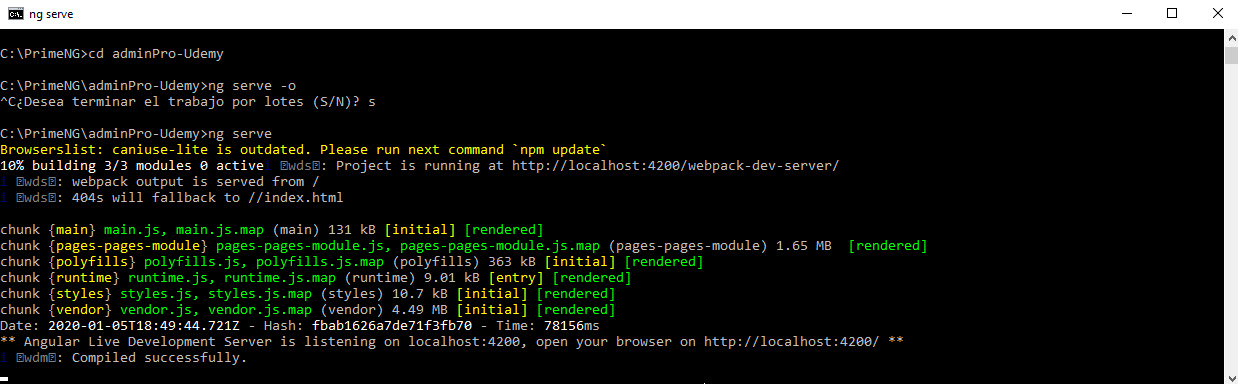 ng serve
C:\PrimeNG>cd adminPro-Udemy
C:\PrimeNG\adminPro-Udemy>ng serve -o
^C¿Desea terminar el trabajo por lotes (S/N)? s
C:\PrimeNG\adminPro-Udemy>ng serve
Browserslist: caniuse-lite is outdated. Please run next command `npm update`
10% building 3/3 modules 0 active i 「wds」: Project is running at http://localhost:4200/webpack-dev-server/
i 「wds」: webpack output is served from /
i 「wds」: 404s will fallback to //index.html
chunk {main} main.js, main.js.map (main) 131 kB [initial] [rendered]
chunk {pages-pages-module} pages-pages-module.js, pages-pages-module.js.map (pages-pages-module) 1.65 MB  [rendered]
chunk {polyfills} polyfills.js, polyfills.js.map (polyfills) 363 kB [initial] [rendered]
chunk {runtime} runtime.js, runtime.js.map (runtime) 9.01 kB [entry] [rendered]
chunk {styles} styles.js, styles.js.map (styles) 10.7 kB [initial] [rendered]
chunk {vendor} vendor.js, vendor.js.map (vendor) 4.49 MB [initial] [rendered]
Date: 2020-01-05T18:49:44.721Z - Hash: fbab1626a7de71f3fb70 - Time: 78156ms
** Angular Live Development Server is listening on localhost:4200, open your browser on http://localhost:4200/ **
i 「wdm」: Compiled successfully.